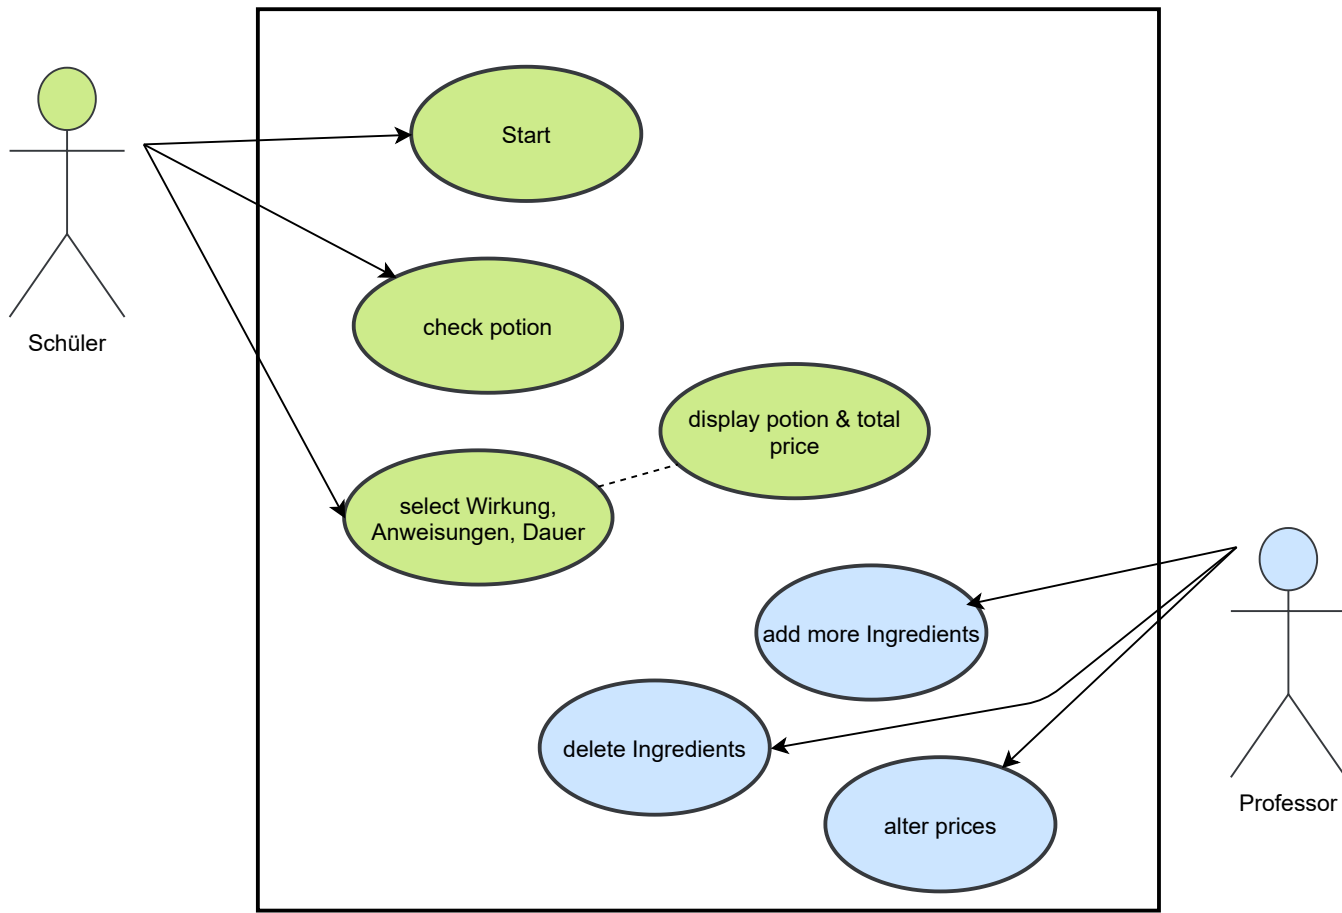 Start
Schüler
check potion
display potion & total
price
select Wirkung,
Anweisungen, Dauer
add more Ingredients
delete Ingredients
alter prices
Professor